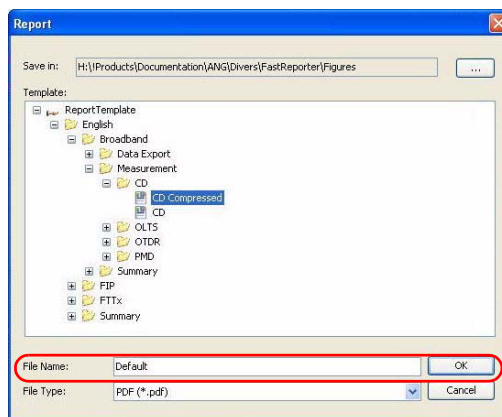 Report
Save in: H:\!Products\Documentation\ANG\Divers\FastReporter\Figures ...
Template:
ReportTemplate
English
Broadband
Data Export
Measurement
CD
CD Compressed
CD
OLTS
OTDR
PMD
Summary
FIP
FTTx
Summary
File Name: Default OK
File Type: PDF (*.pdf) Cancel